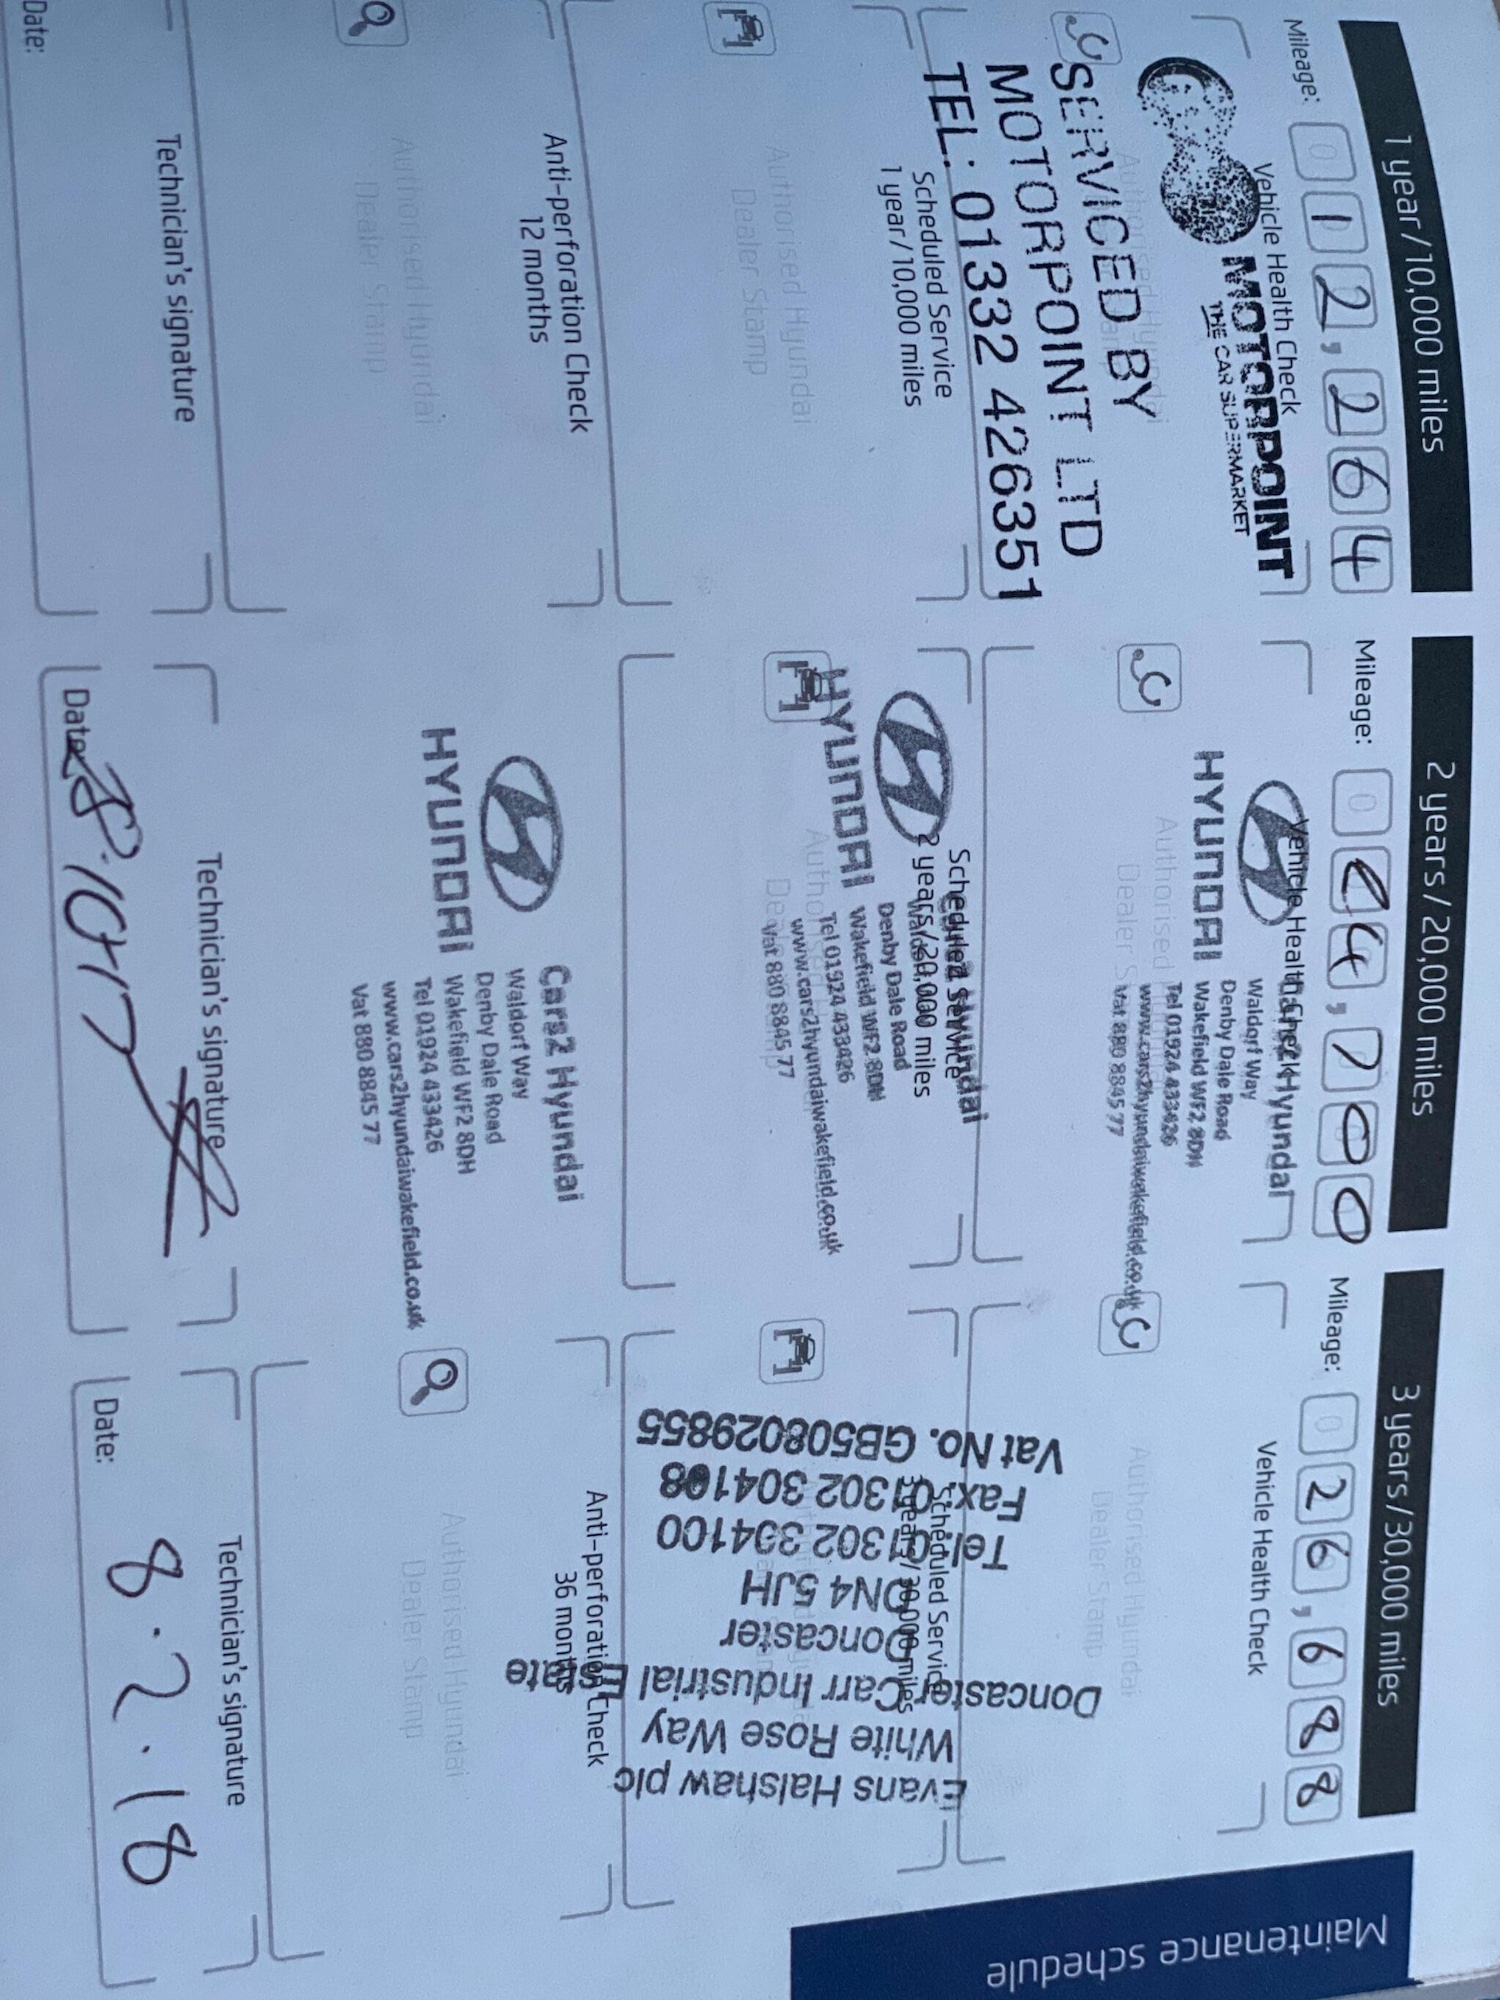 Maintenance schedule
1 year/10,000 miles
Mileage: 012,264
Vehicle Health Check
MOTORPOINT
THE CAR SUPERMARKET
Authorised Hyundai
SERVICED BY
MOTORPOINT LTD
TEL: 01332 426351
Scheduled Service
1 year/10,000 miles
Authorised Hyundai
Dealer Stamp
Anti-perforation Check
12 months
Authorised Hyundai
Dealer Stamp
Technician's signature
Date:
2 years/20,000 miles
Mileage: 024,700
Vehicle Health Check
HYUNDAI
Cars2 Hyundai
Waldorf Way
Denby Dale Road
Wakefield WF2 8DH
Tel 01924 433426
www.cars2hyundaiwakefield.co.uk
Vat 880 8845 77
Authorised
Dealer
Scheduled Service
2 years/20,000 miles
HYUNDAI
Cars2 Hyundai
Waldorf Way
Denby Dale Road
Wakefield WF2 8DH
Tel 01924 433426
www.cars2hyundaiwakefield.co.uk
Vat 880 8845 77
HYUNDAI
Cars2 Hyundai
Waldorf Way
Denby Dale Road
Wakefield WF2 8DH
Tel 01924 433426
www.cars2hyundaiwakefield.co.uk
Vat 880 8845 77
Technician's signature
Date:
3 years/30,000 miles
Mileage: 026,688
Vehicle Health Check
Authorised Hyundai
Dealer Stamp
Scheduled Service
3 years/30,000 miles
Evans Halshaw plc
White Rose Way
Doncaster Carr Industrial Estate
Doncaster
DN4 5JH
Tel: 01302 304100
Fax: 01302 304108
Vat No. GB508029855
Anti-perforation Check
36 months
Authorised Hyundai
Dealer Stamp
Technician's signature
Date: 8.2.18